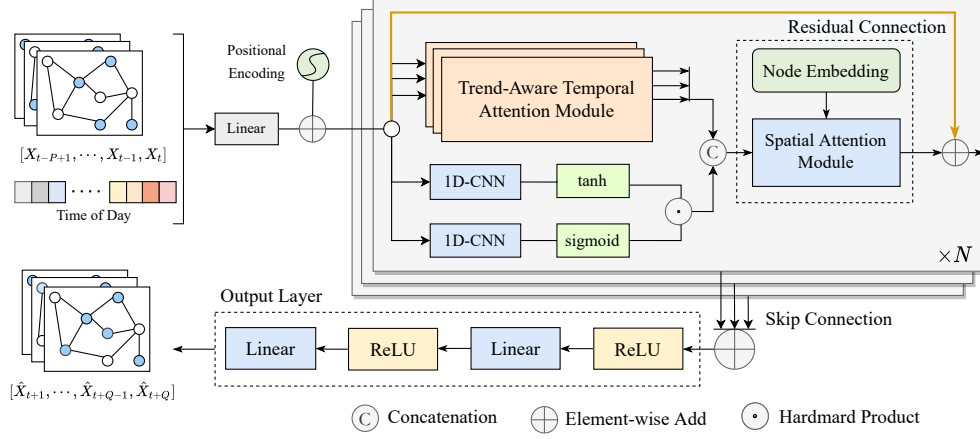 Residual Connection
Positional
Encoding
Node Embedding
Trend-Aware Temporal
Attention Module
Linear
[X_{t-P+1}, ⋯, X_{t-1}, X_t]
C
Spatial Attention
Module
1D-CNN
tanh
Time of Day
1D-CNN
sigmoid
×N
Output Layer
Skip Connection
Linear
ReLU
Linear
ReLU
[X̂_{t+1}, ⋯, X̂_{t+Q-1}, X̂_{t+Q}]
C
Concatenation
Element-wise Add
Hardmard Product